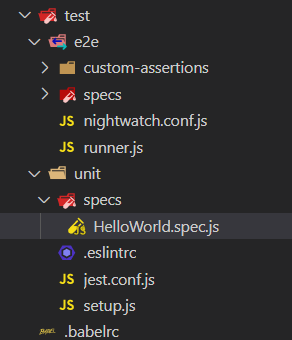 test
e2e
custom-assertions
specs
JS nightwatch.conf.js
JS runner.js
unit
specs
HelloWorld.spec.js
.eslintrc
JS jest.conf.js
JS setup.js
BABEL .babelrc